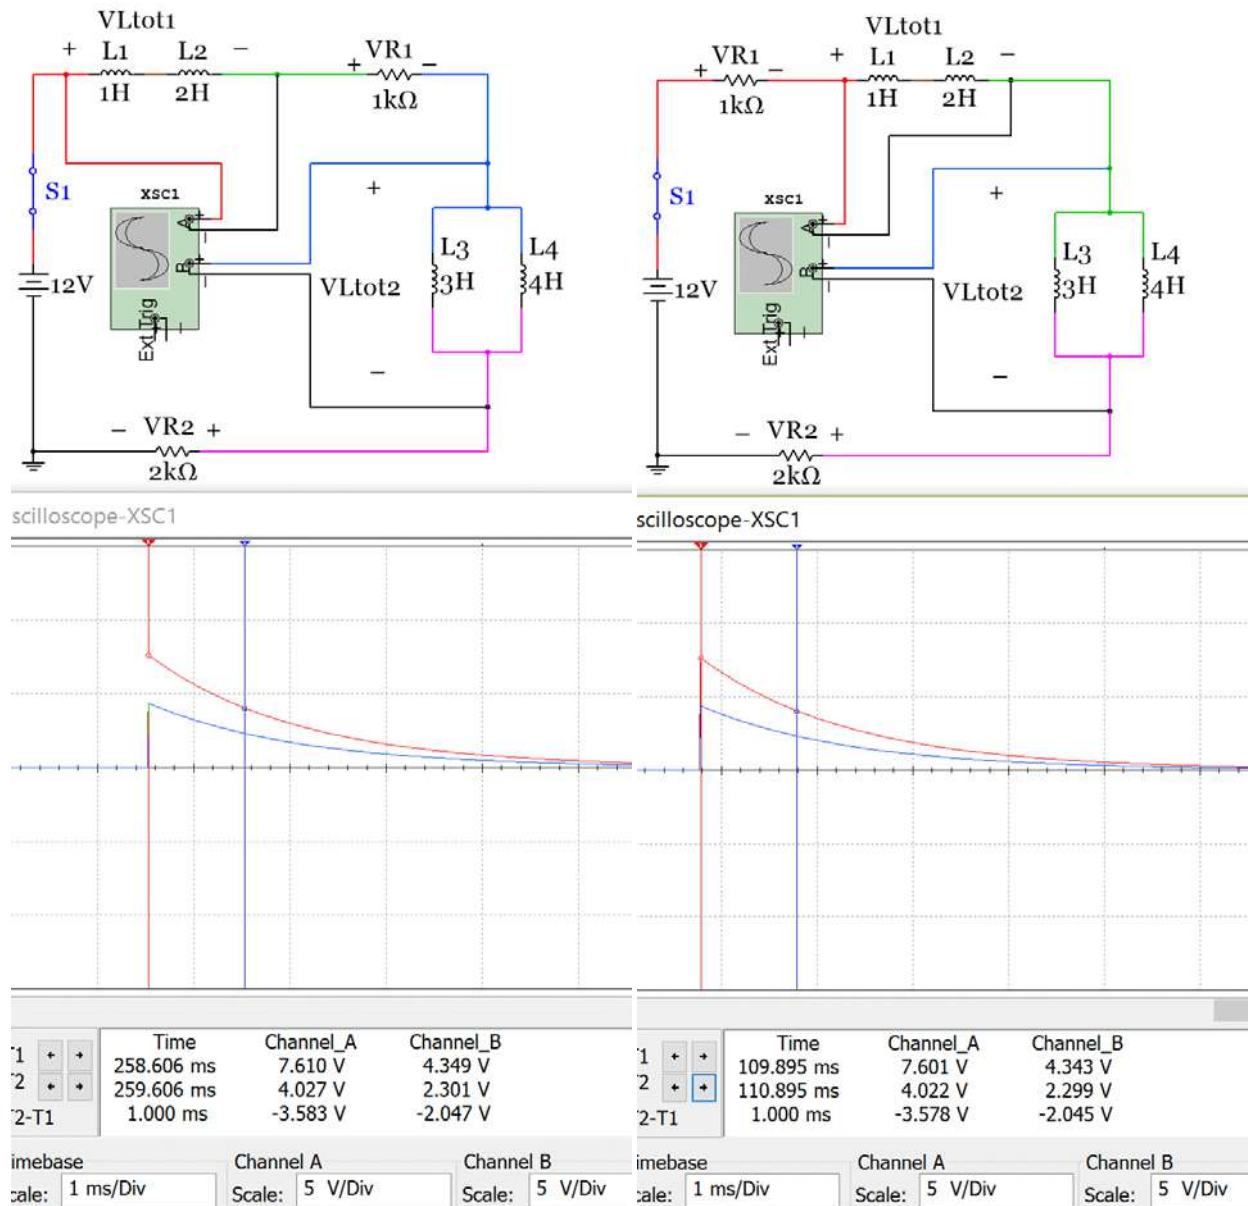 VLtot1
+ L1 L2 − + VR1 −
1H 2H 1kΩ
S1
XSC1
A
B
Ext Trig
+
12V
VLtot2
L3 L4
3H 4H
−
− VR2 +
2kΩ
VLtot1
+ VR1 − + L1 L2 −
1kΩ 1H 2H
S1
XSC1
A
B
Ext Trig
+
12V
VLtot2
L3 L4
3H 4H
−
− VR2 +
2kΩ
scilloscope-XSC1
Time Channel_A Channel_B
258.606 ms 7.610 V 4.349 V
259.606 ms 4.027 V 2.301 V
1.000 ms -3.583 V -2.047 V
2-T1
imebase Channel A Channel B
cale: 1 ms/Div Scale: 5 V/Div Scale: 5 V/Div
scilloscope-XSC1
Time Channel_A Channel_B
109.895 ms 7.601 V 4.343 V
110.895 ms 4.022 V 2.299 V
1.000 ms -3.578 V -2.045 V
2-T1
imebase Channel A Channel B
cale: 1 ms/Div Scale: 5 V/Div Scale: 5 V/Div